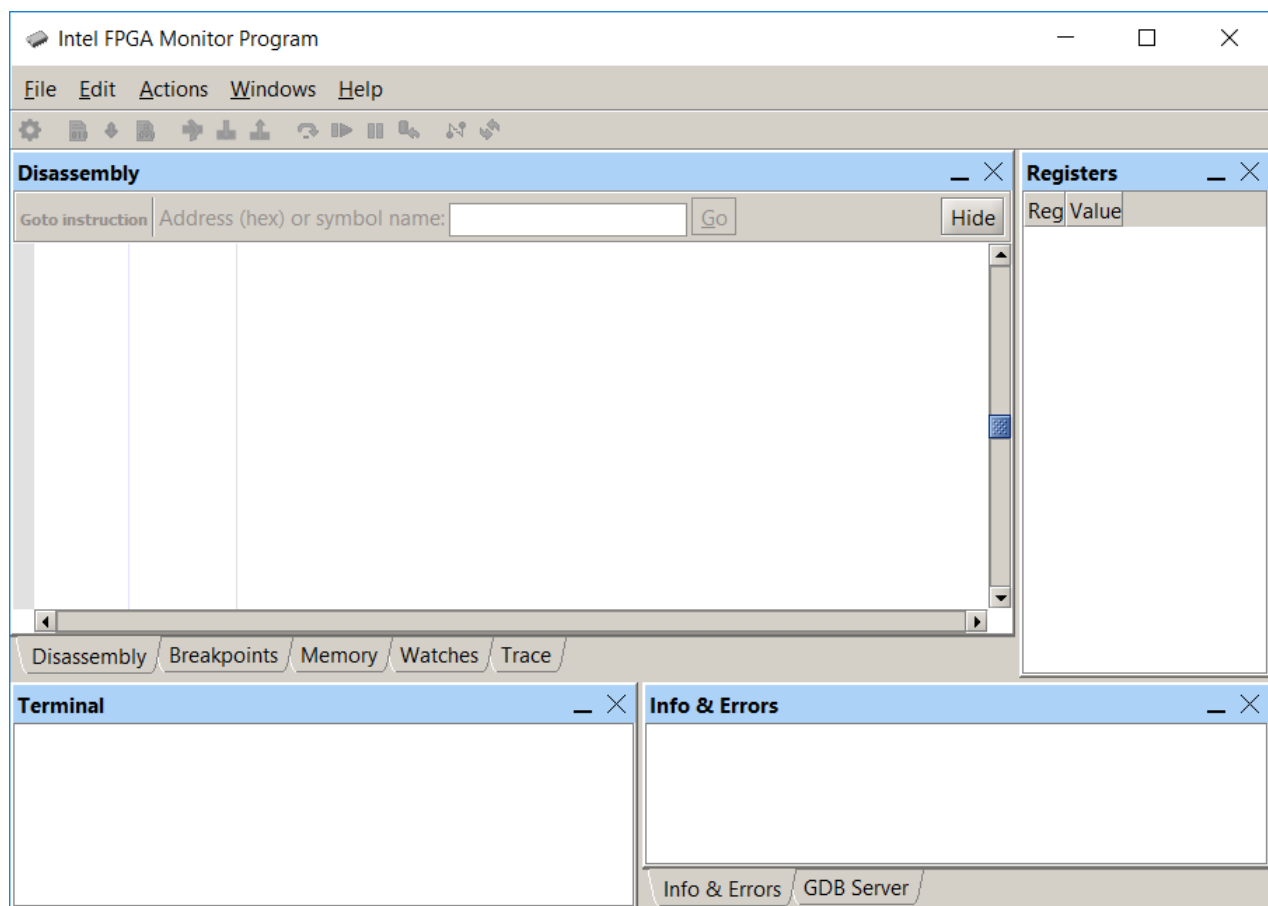 Intel FPGA Monitor Program
File Edit Actions Windows Help
Disassembly
Goto instruction Address (hex) or symbol name: Go Hide
Registers
Reg Value
Disassembly Breakpoints Memory Watches Trace
Terminal
Info & Errors
Info & Errors GDB Server